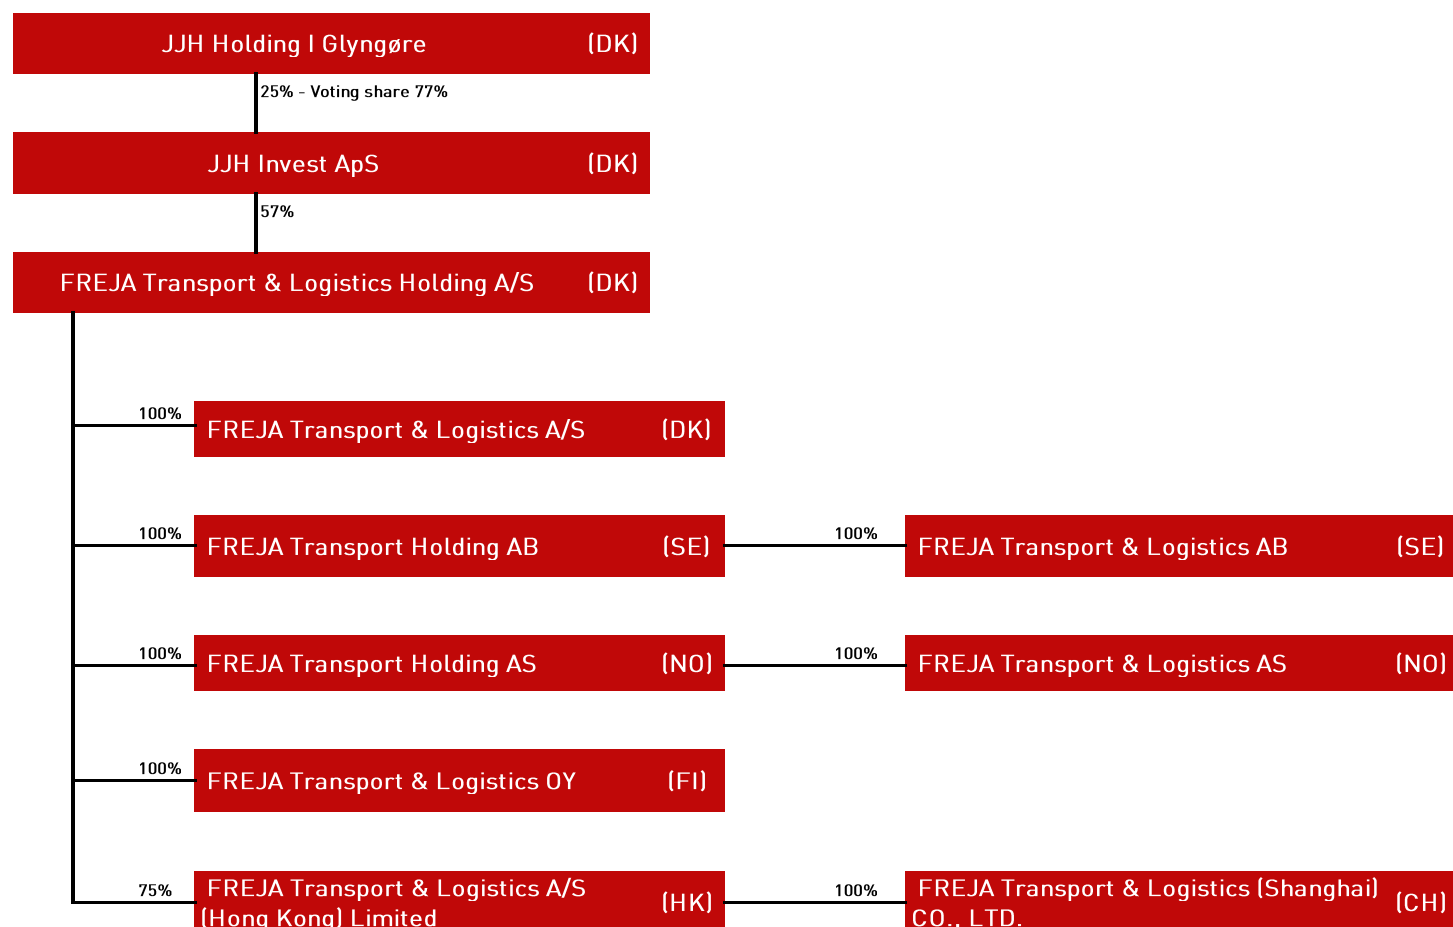 JJH Holding I Glyngøre (DK)
25% - Voting share 77%
JJH Invest ApS (DK)
57%
FREJA Transport & Logistics Holding A/S (DK)
100%
FREJA Transport & Logistics A/S (DK)
100%
FREJA Transport Holding AB (SE)
100%
FREJA Transport & Logistics AB (SE)
100%
FREJA Transport Holding AS (NO)
100%
FREJA Transport & Logistics AS (NO)
100%
FREJA Transport & Logistics OY (FI)
75%
FREJA Transport & Logistics A/S
(Hong Kong) Limited
(HK)
100%
FREJA Transport & Logistics (Shanghai)
CO., LTD.
(CH)